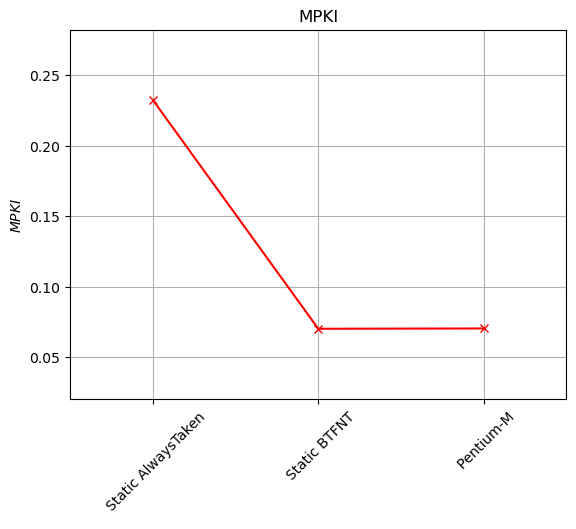 MPKI
0.25
0.20
0.15
0.10
0.05
MPKI
Static AlwaysTaken
Static BTFNT
Pentium-M